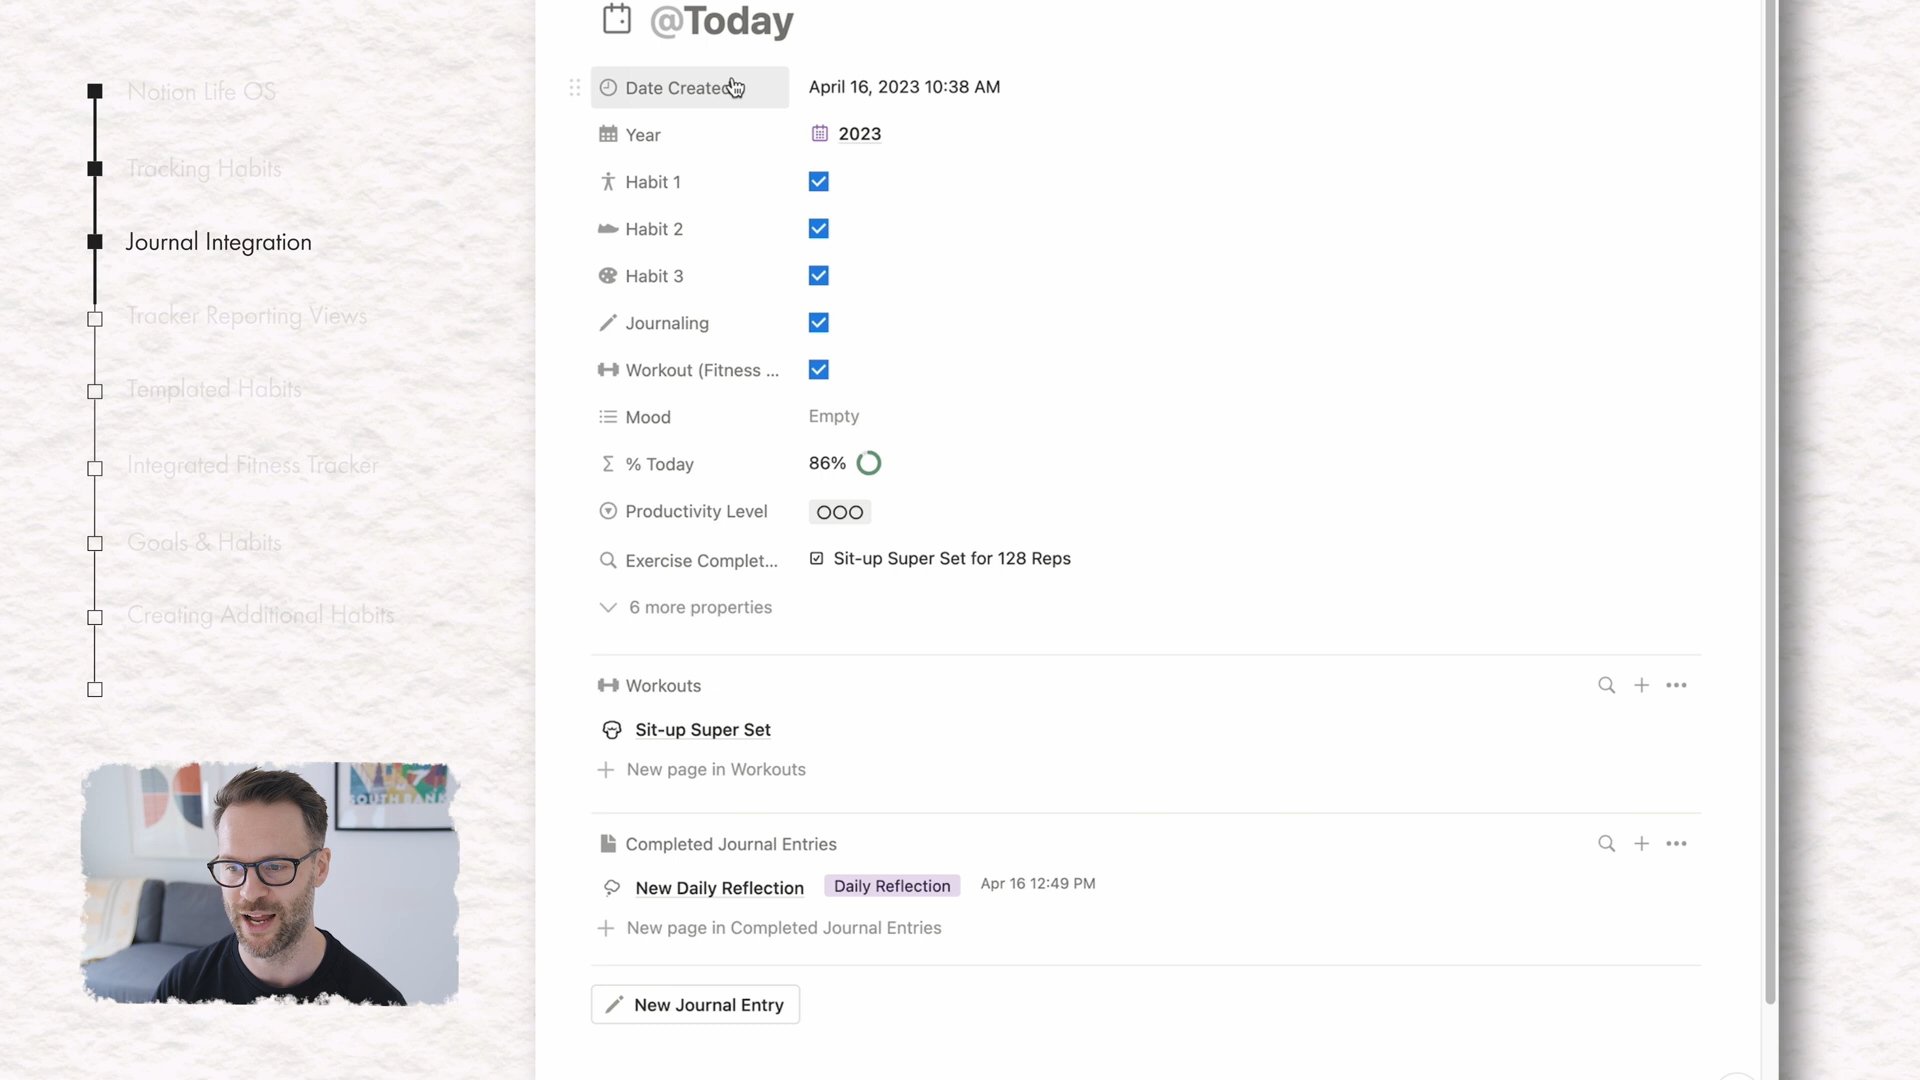 Notion Life OS
Tracking Habits
Journal Integration
Tracker Reporting Views
Templated Habits
Integrated Fitness Tracker
Goals & Habits
Creating Additional Habits
@Today
Date Created
April 16, 2023 10:38 AM
Year
2023
Habit 1
Habit 2
Habit 3
Journaling
Workout (Fitness ...
Mood
Empty
% Today
86%
Productivity Level
Exercise Complet...
Sit-up Super Set for 128 Reps
6 more properties
Workouts
Sit-up Super Set
New page in Workouts
Completed Journal Entries
New Daily Reflection
Daily Reflection
Apr 16 12:49 PM
New page in Completed Journal Entries
New Journal Entry
SOUTH BANK